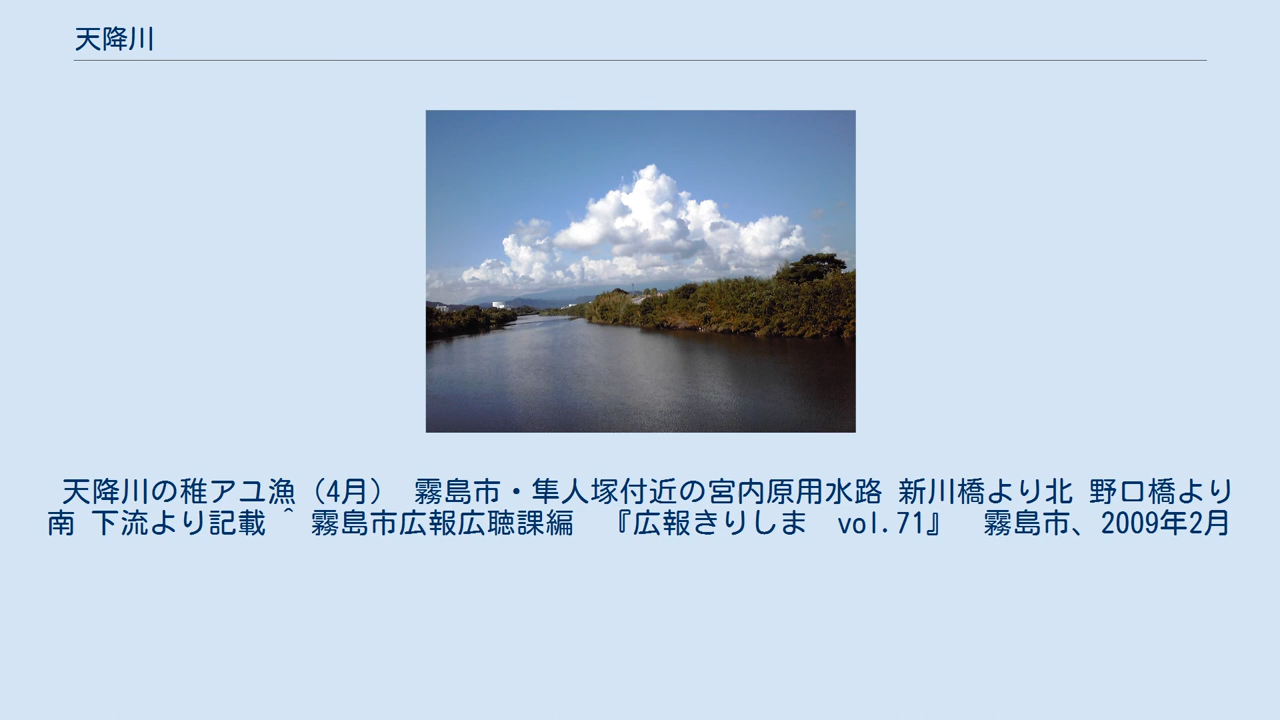 天降川
天降川の稚アユ漁（4月） 霧島市・隼人塚付近の宮内原用水路 新川橋より北 野口橋より
南 下流より記載 ^ 霧島市広報広聴課編　『広報きりしま　vol.71』　霧島市、2009年2月